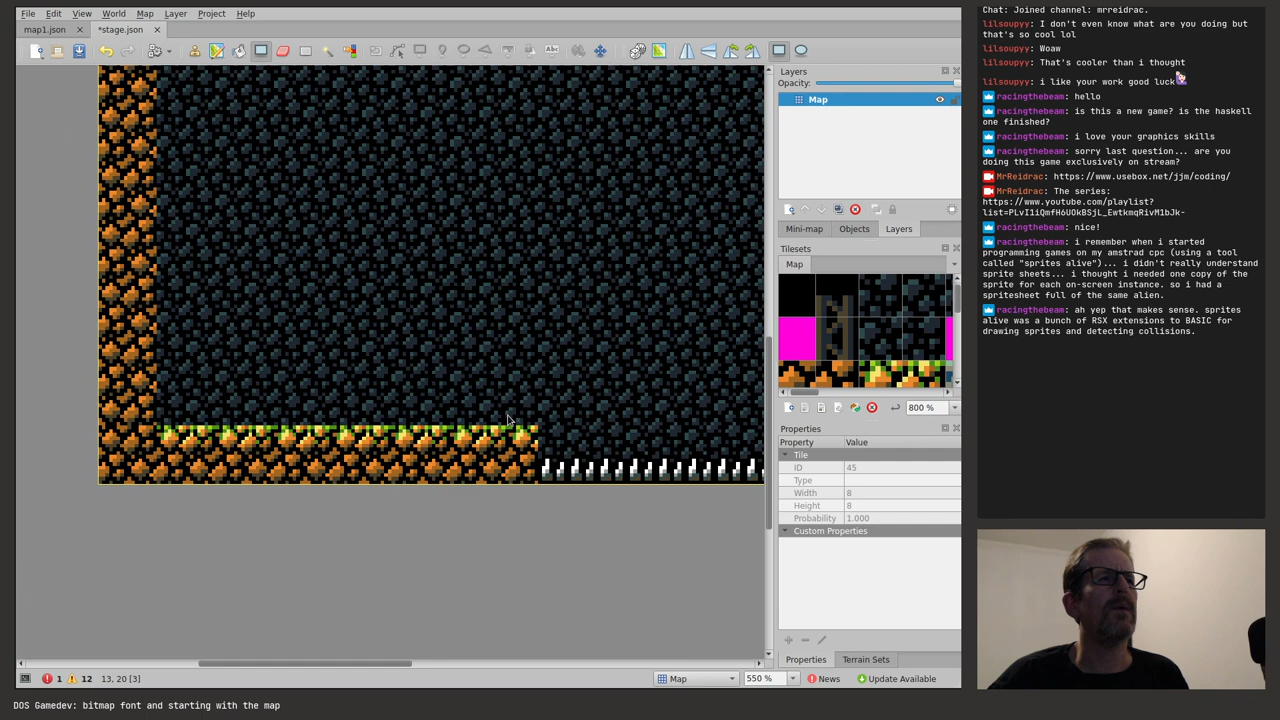 File Edit View World Map Layer Project Help
map1.json
*stage.json
Abc
Layers
Opacity:
Map
Mini-map Objects Layers
Tilesets
Map
800 %
Properties
Property Value
Tile
ID 45
Type
Width 8
Height 8
Probability 1.000
Custom Properties
Properties Terrain Sets
1 12 13, 20 [3]
Map 550 % News Update Available
DOS Gamedev: bitmap font and starting with the map
Chat: Joined channel: mrreidrac.
lilsoupyy: I don't even know what are you doing but
that's so cool lol
lilsoupyy: Woaw
lilsoupyy: That's cooler than i thought
lilsoupyy: i like your work good luck
racingthebeam: hello
racingthebeam: is this a new game? is the haskell
one finished?
racingthebeam: i love your graphics skills
racingthebeam: sorry last question... are you
doing this game exclusively on stream?
MrReidrac: https://www.usebox.net/jjm/coding/
MrReidrac: The series:
https://www.youtube.com/playlist?
list=PLvI1iQmfH6UOkBSjL_EwtkmqRivM1bJk-
racingthebeam: nice!
racingthebeam: i remember when i started
programming games on my amstrad cpc (using a tool
called "sprites alive")... i didn't really understand
sprite sheets... i thought i needed one copy of the
sprite for each on-screen instance. so i had a
spritesheet full of the same alien.
racingthebeam: ah yep that makes sense. sprites
alive was a bunch of RSX extensions to BASIC for
drawing sprites and detecting collisions.